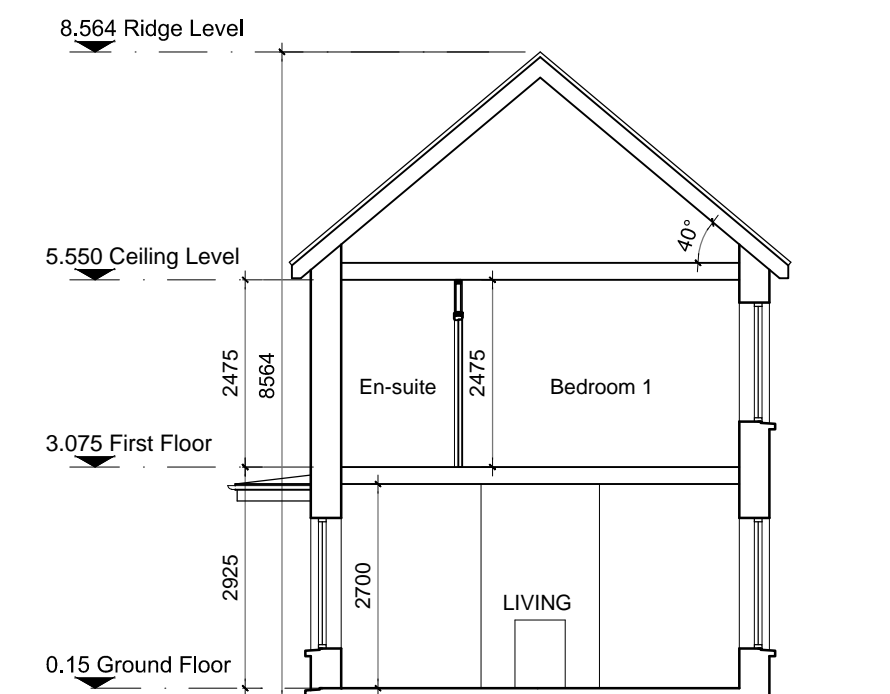 8.564 Ridge Level
40°
5.550 Ceiling Level
2475
8564
En-suite
2475
Bedroom 1
3.075 First Floor
2925
2700
LIVING
0.15 Ground Floor